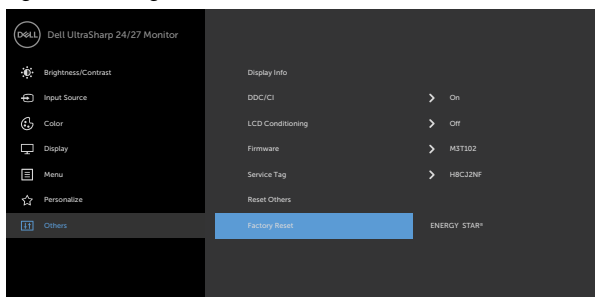 DELL Dell UltraSharp 24/27 Monitor
Brightness/Contrast Display Info
Input Source DDC/CI On
Color LCD Conditioning Off
Display Firmware M3T102
Menu Service Tag H8CJ2NF
Personalize Reset Others
Others Factory Reset ENERGY STAR®